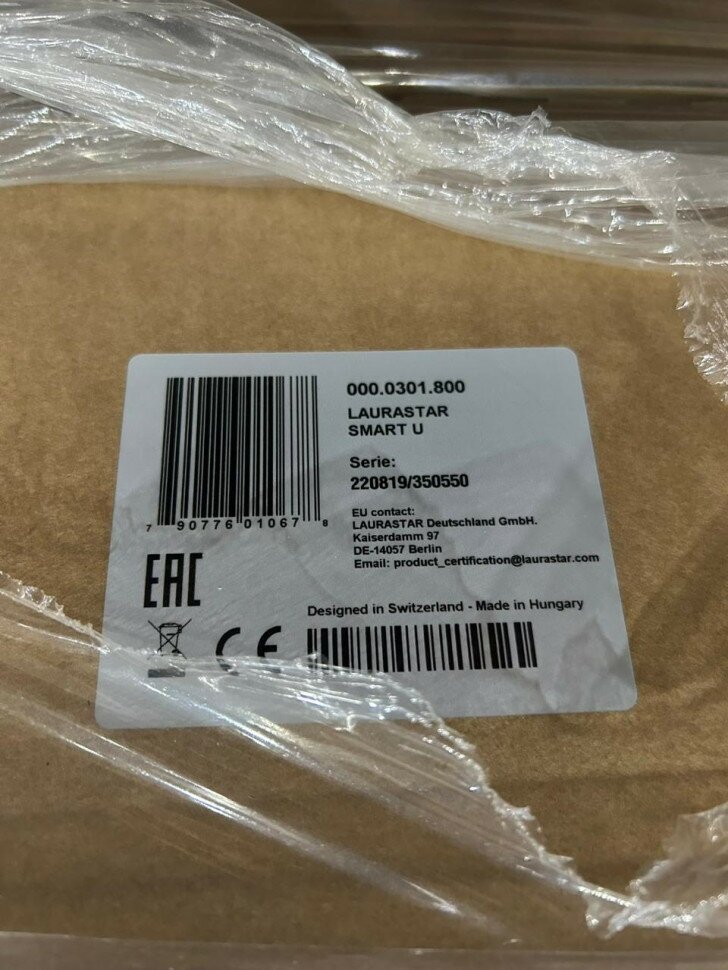 000.0301.800
LAURASTAR
SMART U
Serie:
220819/350550
7 90776 01067 8
EU contact:
LAURASTAR Deutschland GmbH.
Kaiserdamm 97
DE-14057 Berlin
Email: product_certification@laurastar.com
EAC
Designed in Switzerland - Made in Hungary
CE